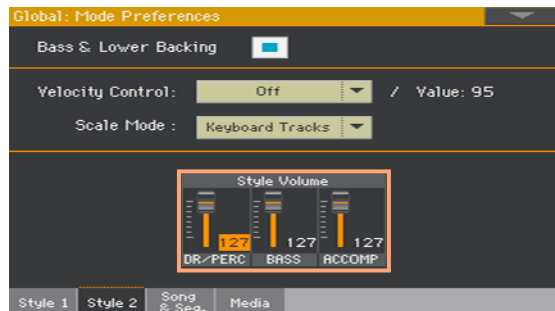 Global: Mode Preferences
Bass & Lower Backing
Velocity Control: Off / Value: 95
Scale Mode : Keyboard Tracks
Style Volume
127 127 127
DR/PERC BASS ACCOMP
Style 1 Style 2 Song & Seq. Media